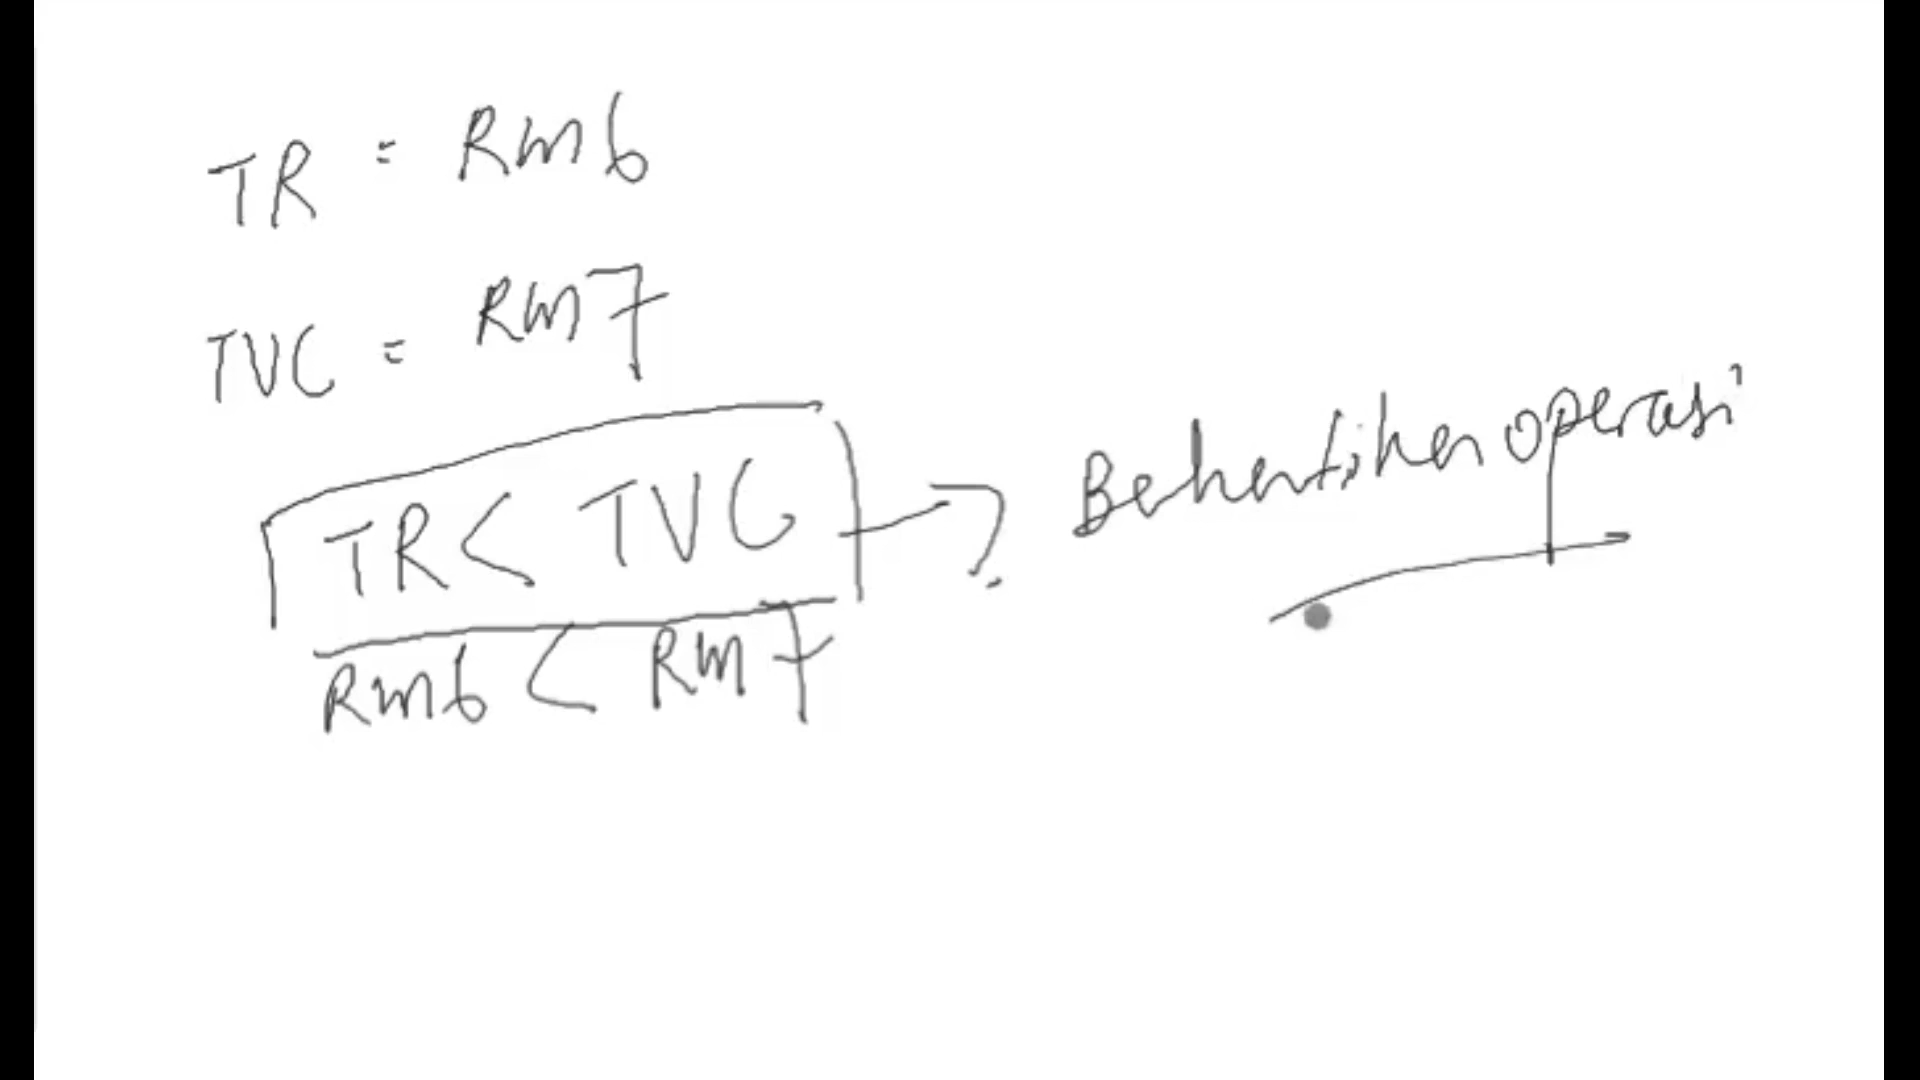 TR = Rm6
TVC = Rm7
TR < TVC → Behentikan operasi
Rm6 < Rm7